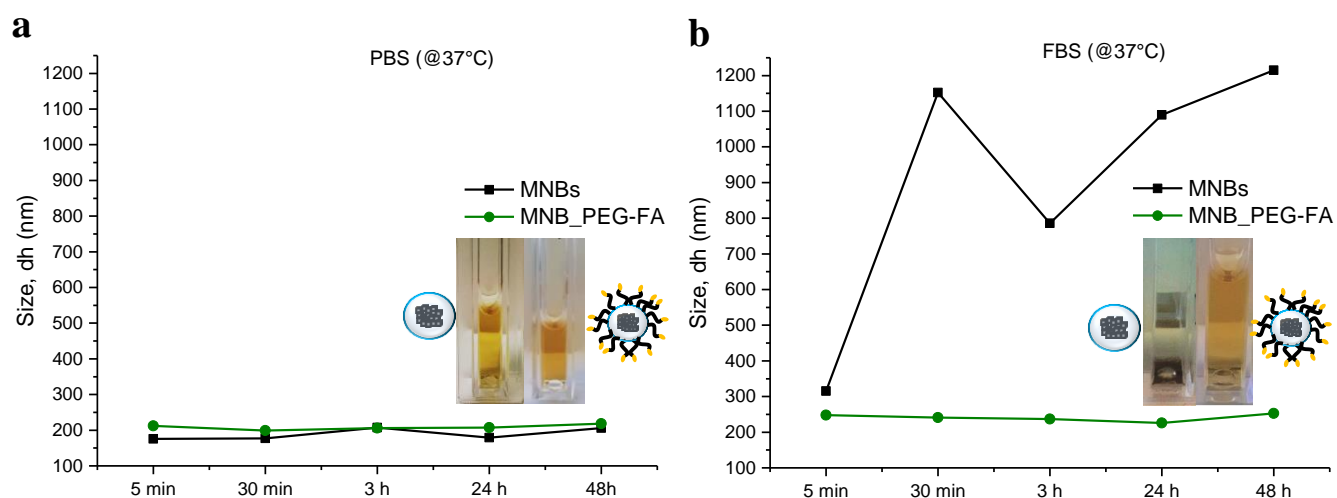 a
PBS (@37°C)
1200
1100
1000
900
800
700
600
500
400
300
200
100
Size, dh (nm)
MNBs
MNB_PEG-FA
5 min 30 min 3 h 24 h 48h
b
FBS (@37°C)
1200
1100
1000
900
800
700
600
500
400
300
200
100
Size, dh (nm)
MNBs
MNB_PEG-FA
5 min 30 min 3 h 24 h 48 h